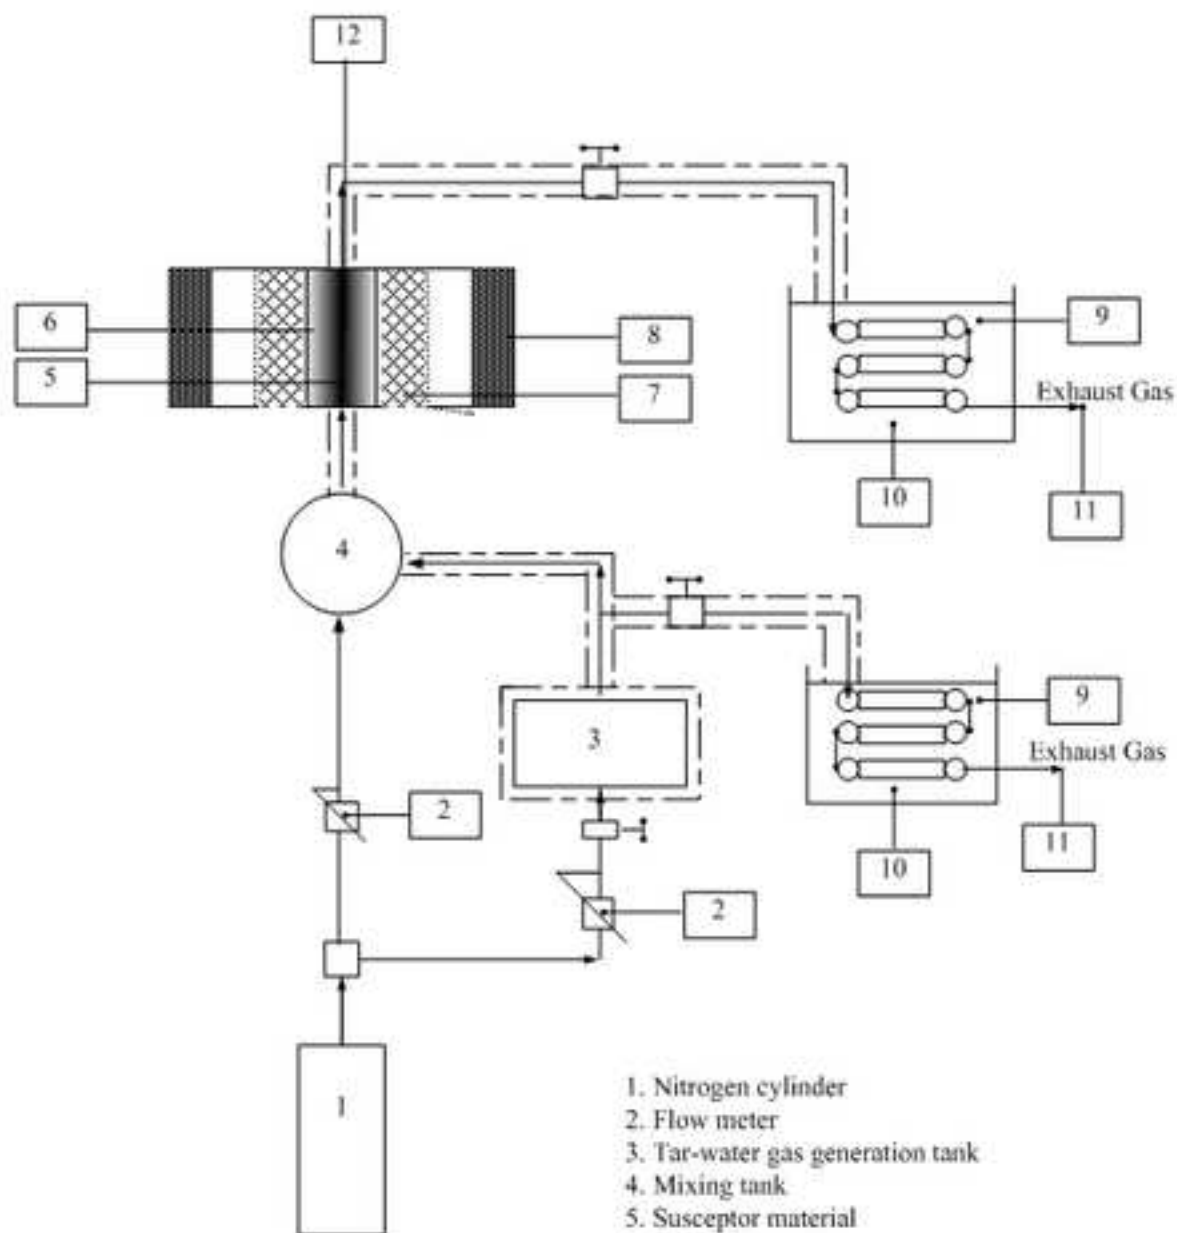 12
6
5
8
7
9
Exhaust Gas
10
11
4
3
9
Exhaust Gas
10
11
2
2
1
1. Nitrogen cylinder
2. Flow meter
3. Tar-water gas generation tank
4. Mixing tank
5. Susceptor material